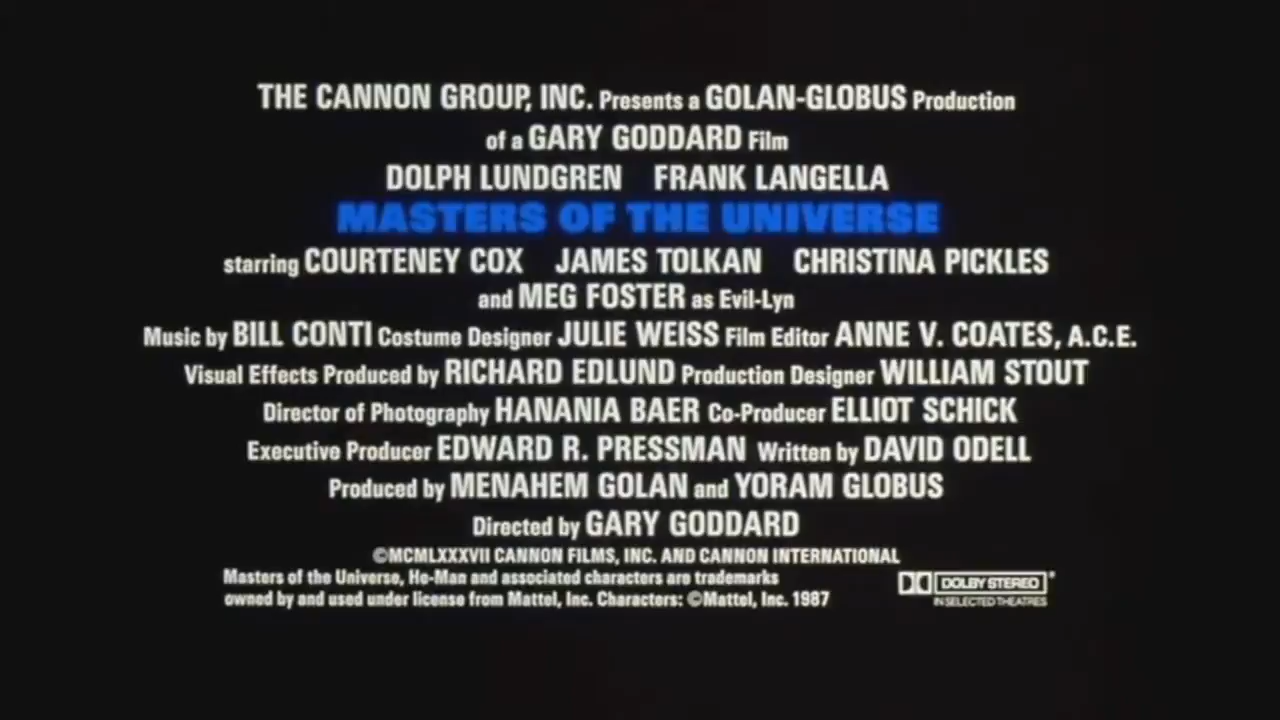 THE CANNON GROUP, INC. Presents a GOLAN-GLOBUS Production
of a GARY GODDARD Film
DOLPH LUNDGREN FRANK LANGELLA
MASTERS OF THE UNIVERSE
starring COURTENEY COX JAMES TOLKAN CHRISTINA PICKLES
and MEG FOSTER as Evil-Lyn
Music by BILL CONTI Costume Designer JULIE WEISS Film Editor ANNE V. COATES, A.C.E.
Visual Effects Produced by RICHARD EDLUND Production Designer WILLIAM STOUT
Director of Photography HANANIA BAER Co-Producer ELLIOT SCHICK
Executive Producer EDWARD R. PRESSMAN Written by DAVID ODELL
Produced by MENAHEM GOLAN and YORAM GLOBUS
Directed by GARY GODDARD
©MCMLXXXVII CANNON FILMS, INC. AND CANNON INTERNATIONAL
Masters of the Universe, He-Man and associated characters are trademarks
owned by and used under license from Mattel, Inc. Characters: ©Mattel, Inc. 1987
DOLBY STEREO
IN SELECTED THEATRES